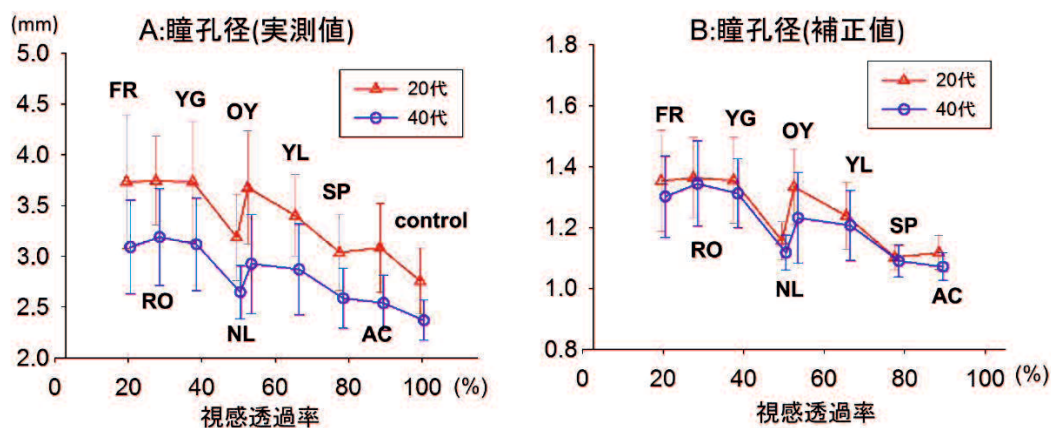 A:瞳孔径(実測値)
(mm)
5.0
4.5
4.0
3.5
3.0
2.5
2.0
0
20
40
60
80
100
(%)
視感透過率
20代
40代
FR
YG
OY
YL
SP
control
RO
NL
AC
B:瞳孔径(補正値)
1.8
1.6
1.4
1.2
1.0
0.8
0
20
40
60
80
100
(%)
視感透過率
20代
40代
FR
YG
OY
YL
SP
RO
NL
AC